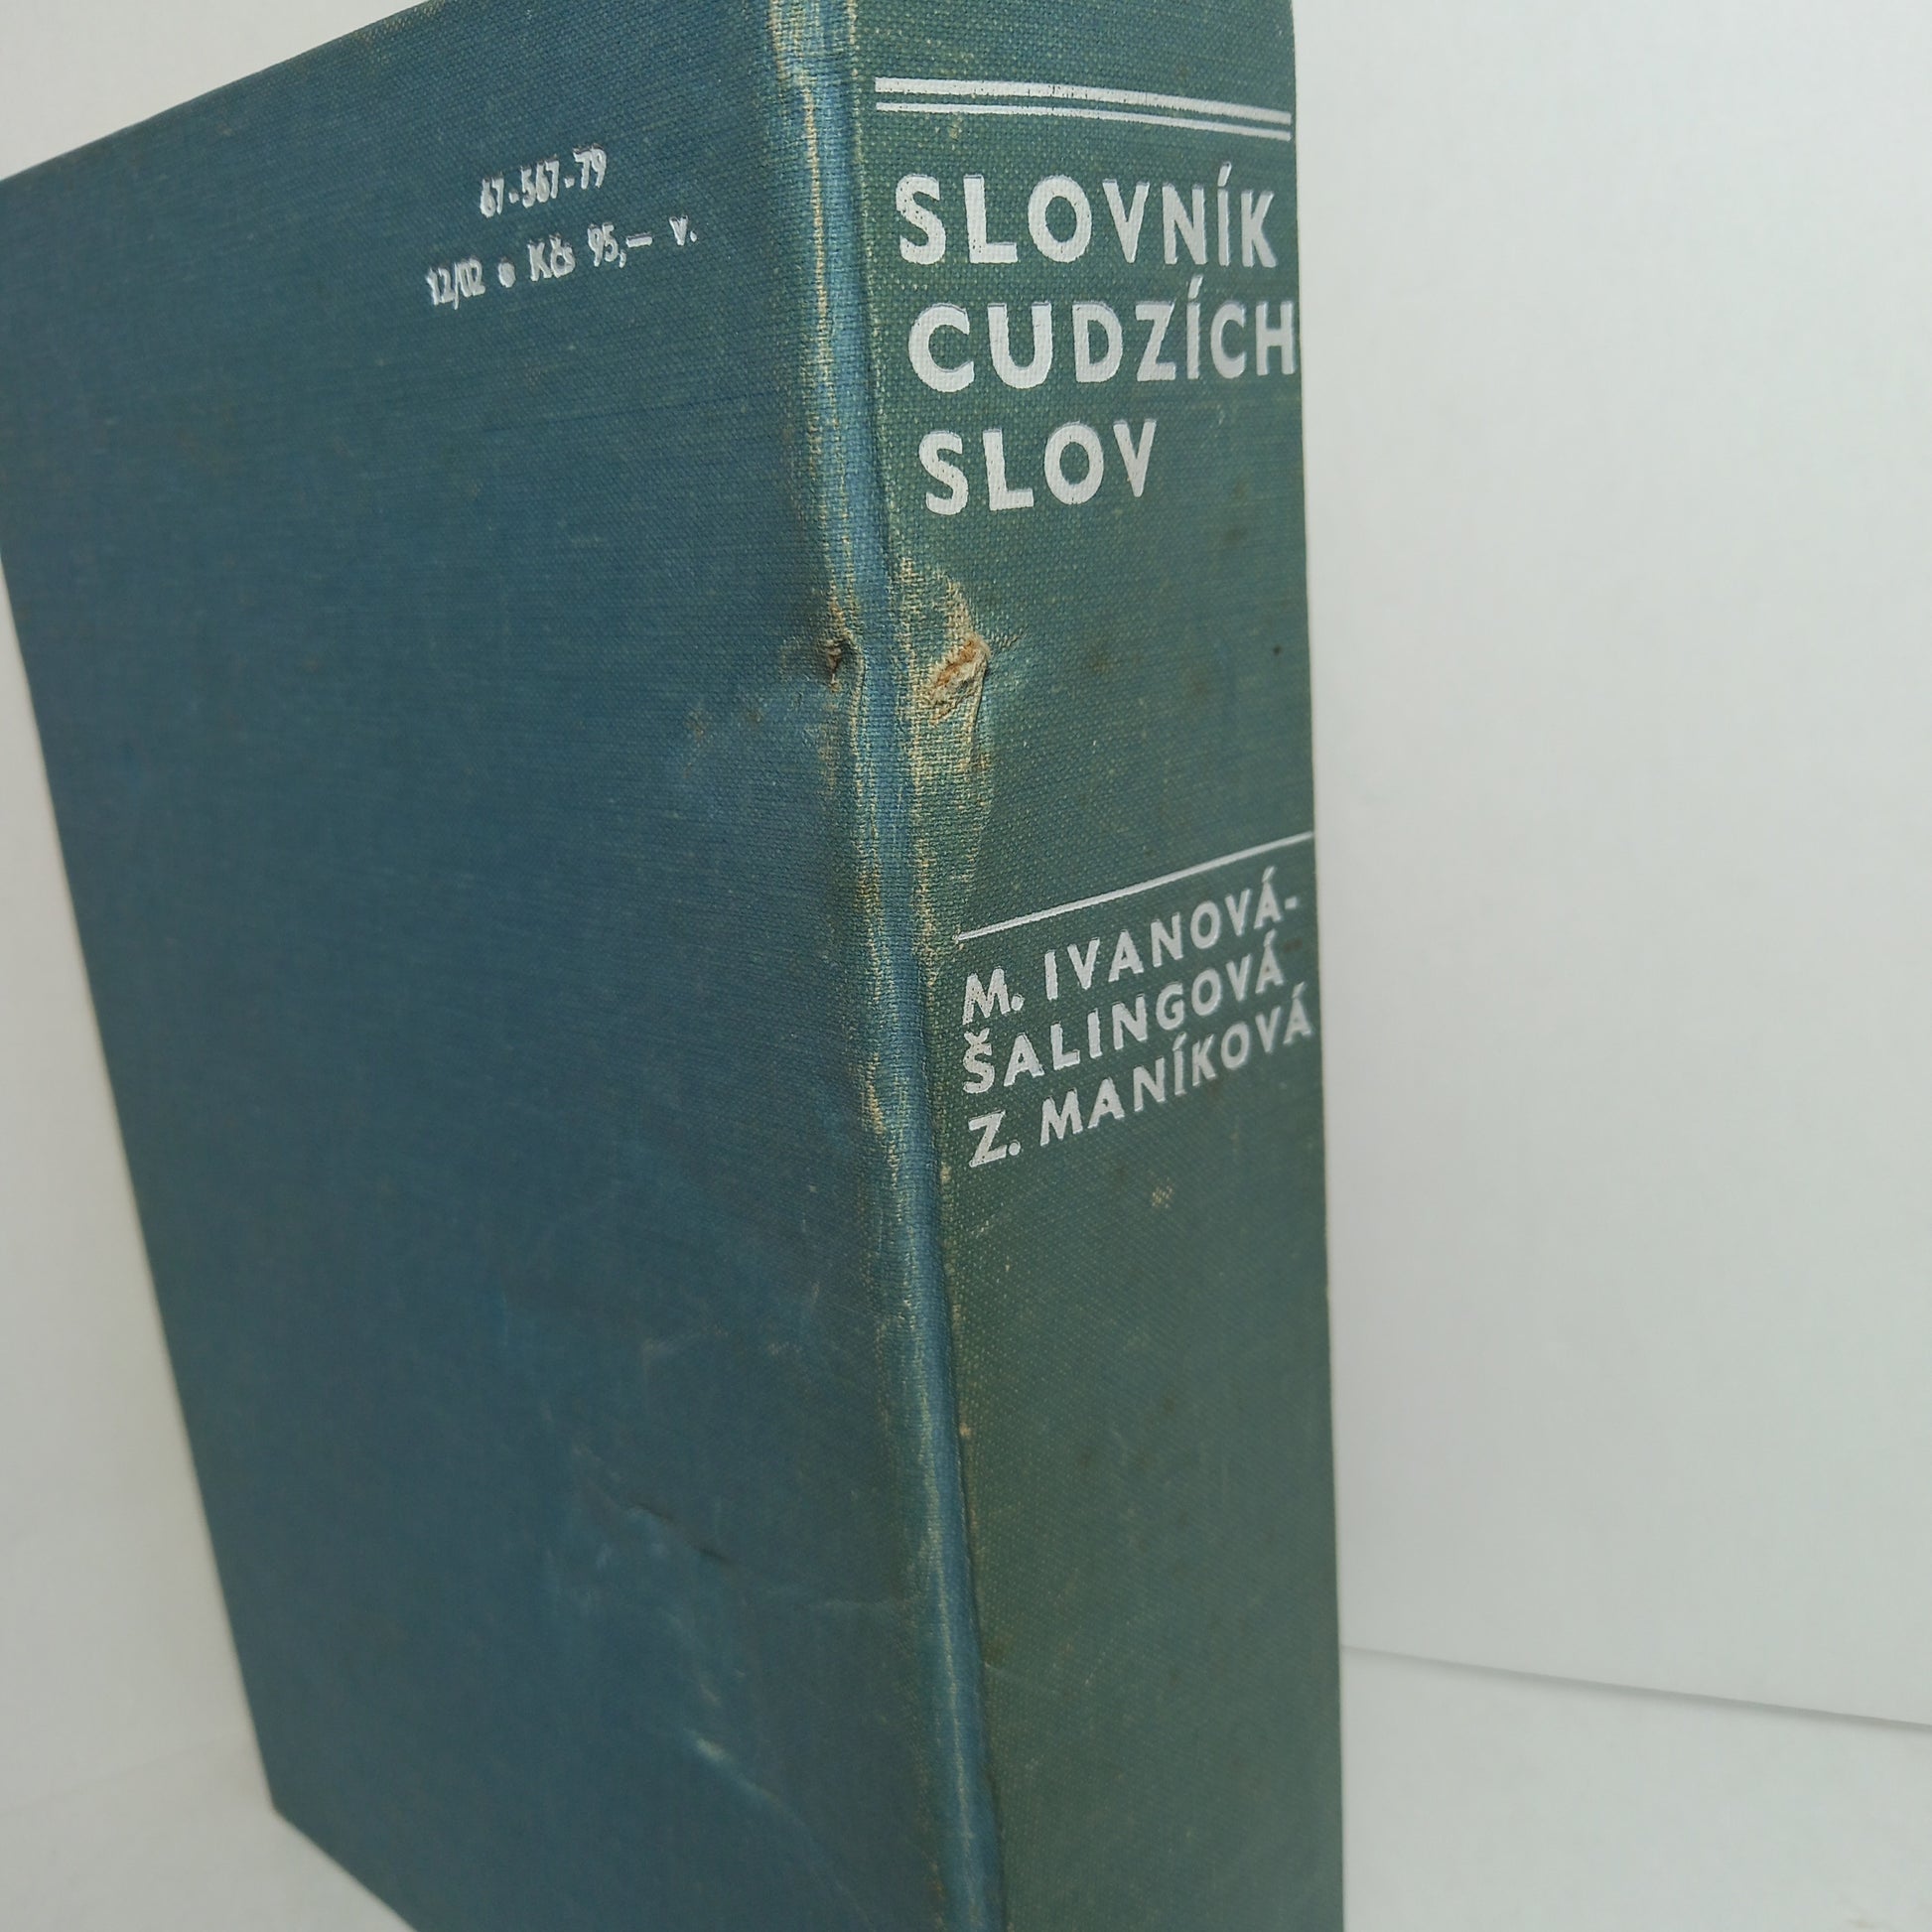 67-567-79
12/02 • Kčs 95,— v.
SLOVNÍK
CUDZÍCH
SLOV
M. IVANOVÁ-
ŠALINGOVÁ
Z. MANÍKOVÁ